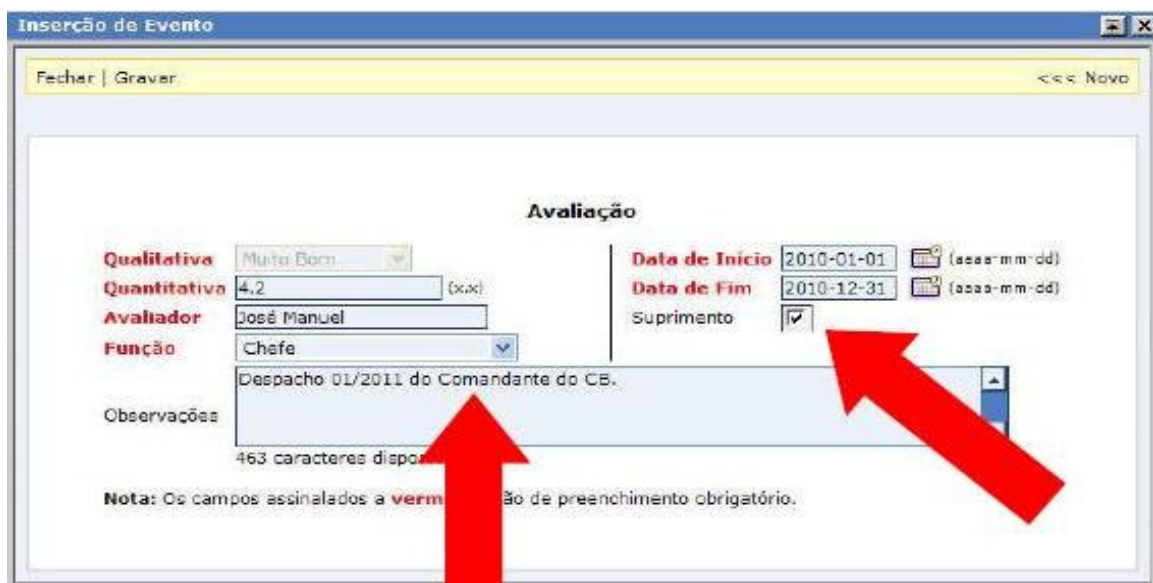 Inserção de Evento
Fechar | Gravar <<< Novo
Avaliação
Qualitativa Muito Bom Data de Início 2010-01-01 (aaaa-mm-dd)
Quantitativa 4.2 (x.x) Data de Fim 2010-12-31 (aaaa-mm-dd)
Avaliador José Manuel Suprimento
Função Chefe
Observações Despacho 01/2011 do Comandante do CB.
463 caracteres
Nota: Os campos assinalados a de preenchimento obrigatório.